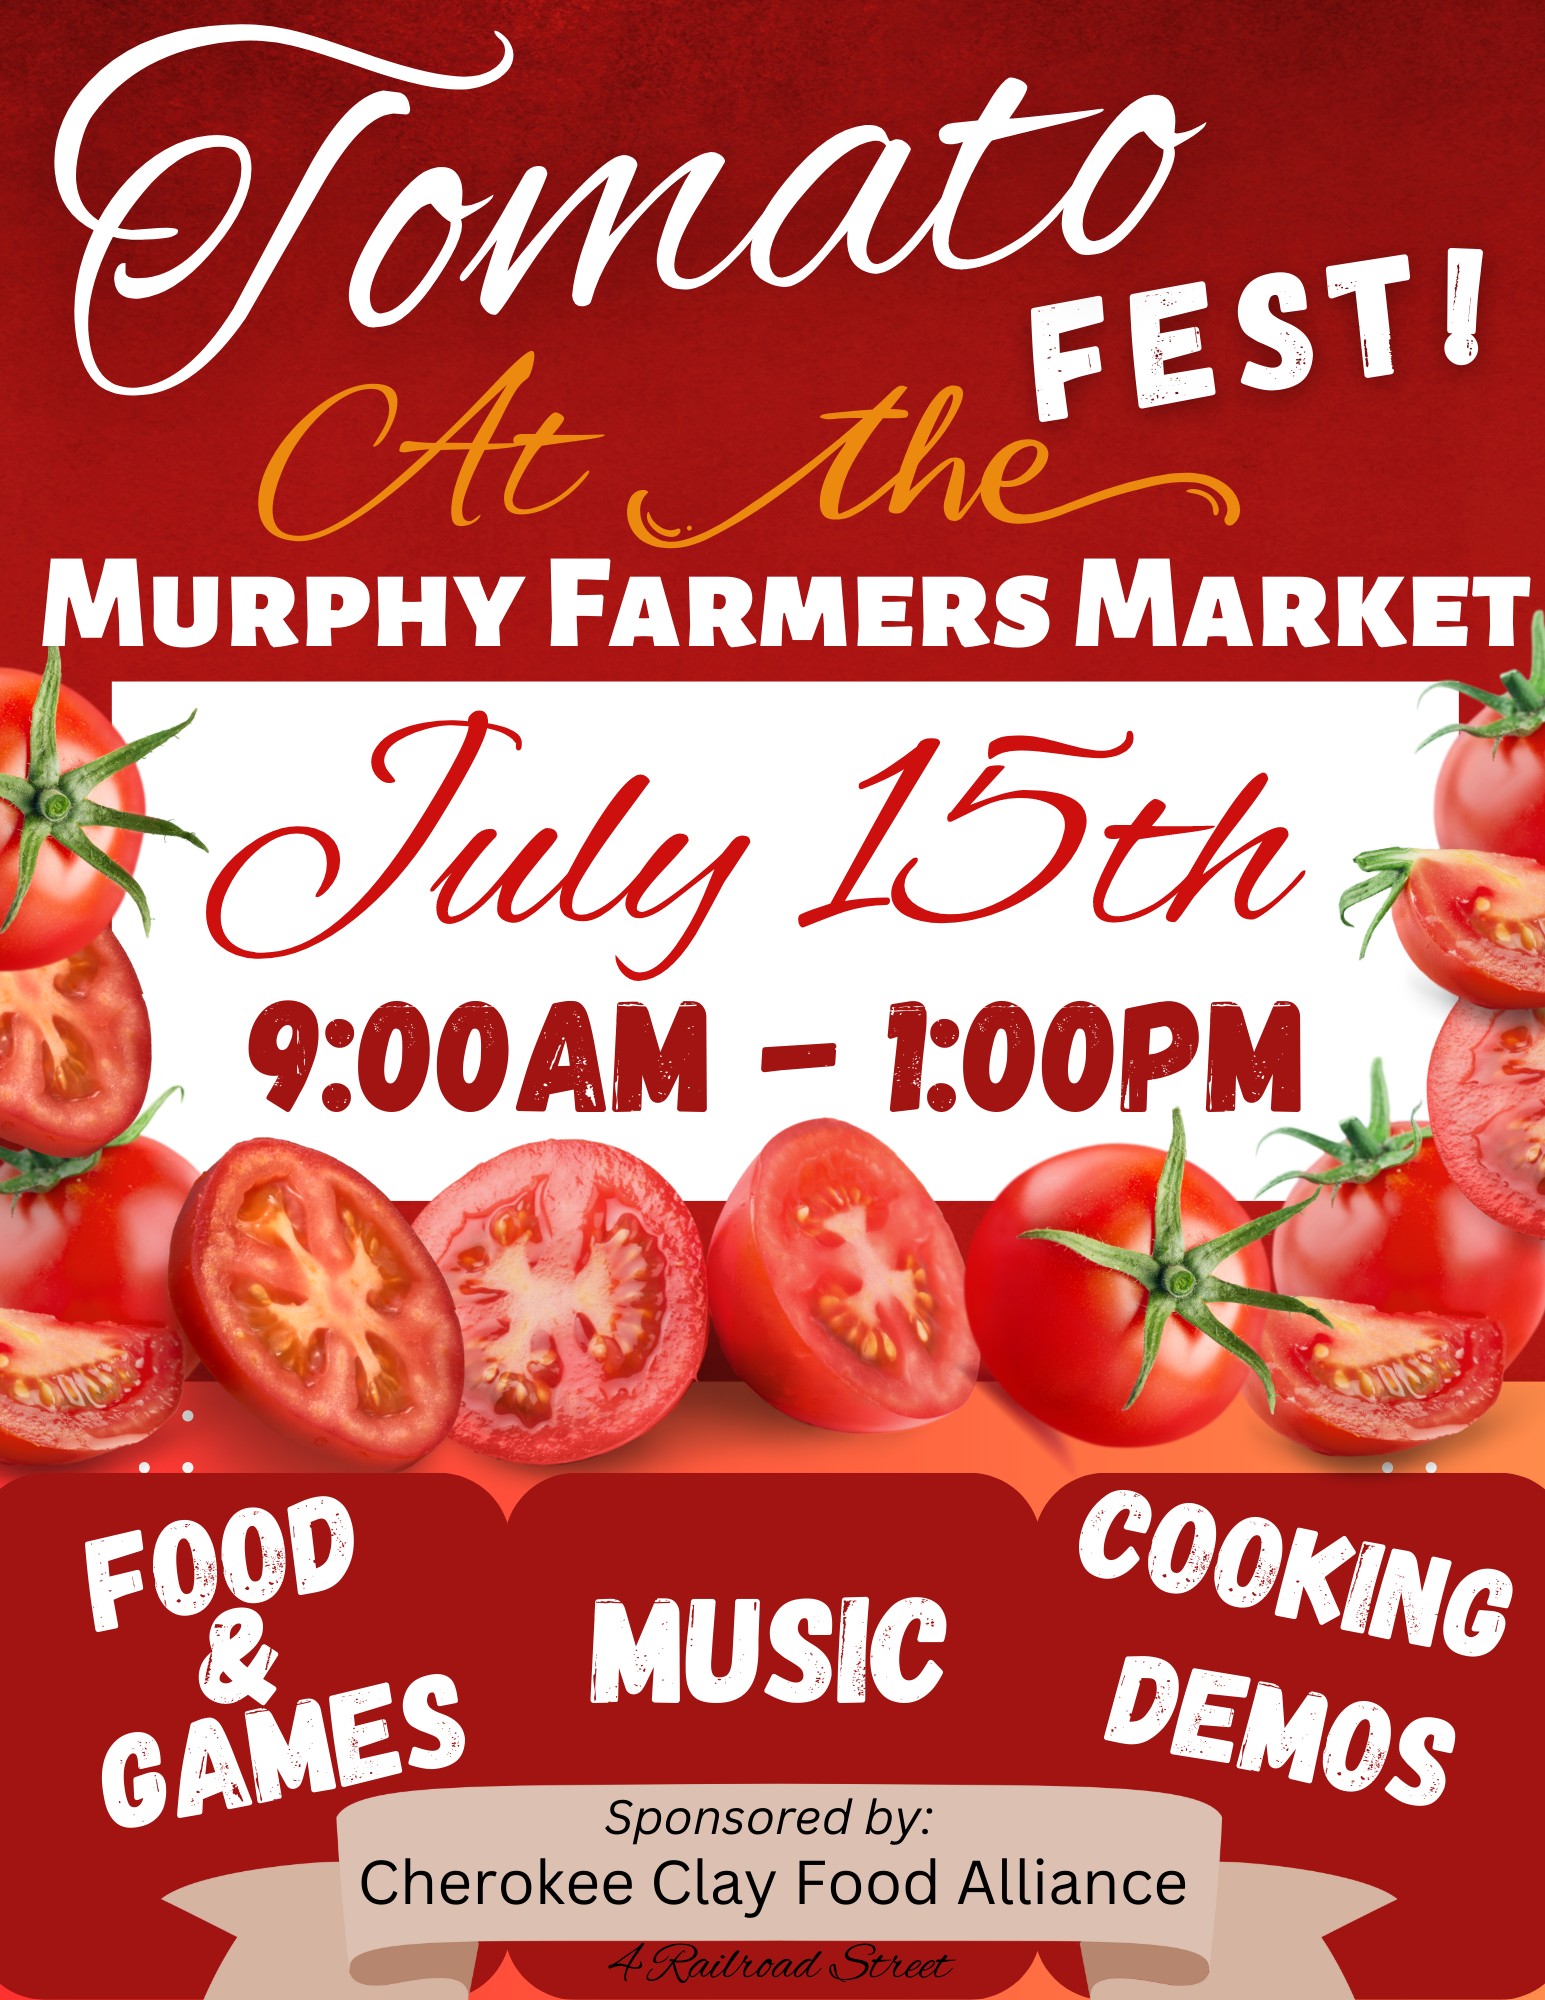 Tomato
FEST!
At the
MURPHY FARMERS MARKET
July 15th
9:00AM - 1:00PM
FOOD
&
GAMES
MUSIC
COOKING
DEMOS
Sponsored by:
Cherokee Clay Food Alliance
4 Railroad Street